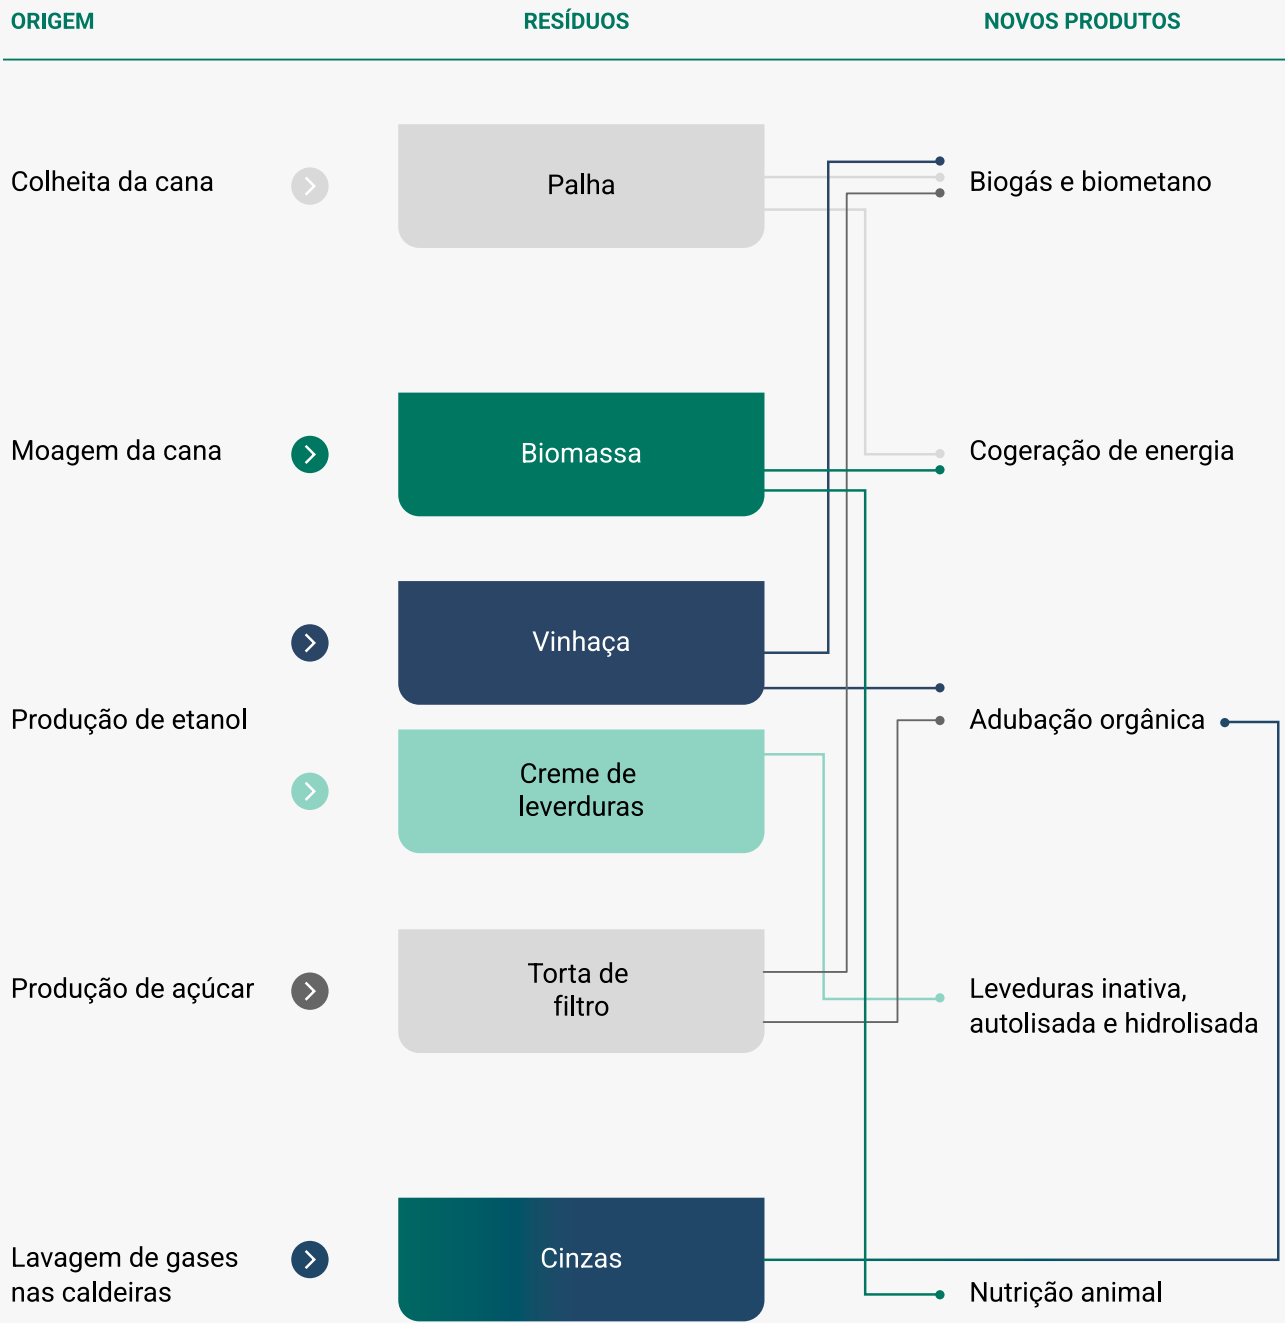 ORIGEM
RESÍDUOS
NOVOS PRODUTOS
Colheita da cana
Palha
Biogás e biometano
Moagem da cana
Biomassa
Cogeração de energia
Vinhaça
Produção de etanol
Adubação orgânica
Creme de
leverduras
Produção de açúcar
Torta de
filtro
Leveduras inativa,
autolisada e hidrolisada
Lavagem de gases
nas caldeiras
Cinzas
Nutrição animal